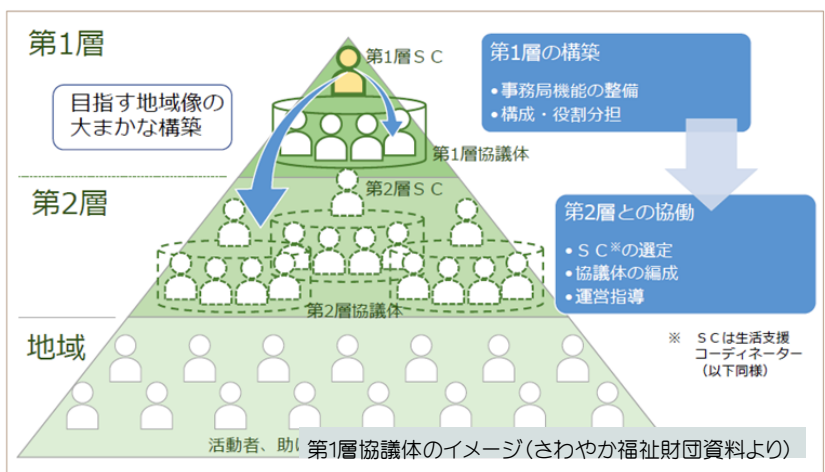 第1層
第1層ＳＣ
目指す地域像の
大まかな構築
第1層協議体
第1層の構築
•事務局機能の整備
•構成・役割分担
第2層
第2層ＳＣ
第2層協議体
第2層との協働
•ＳＣ※の選定
•協議体の編成
•運営指導
※　ＳＣは生活支援
コーディネーター
（以下同様）
地域
活動者、助け
第1層協議体のイメージ（さわやか福祉財団資料より）